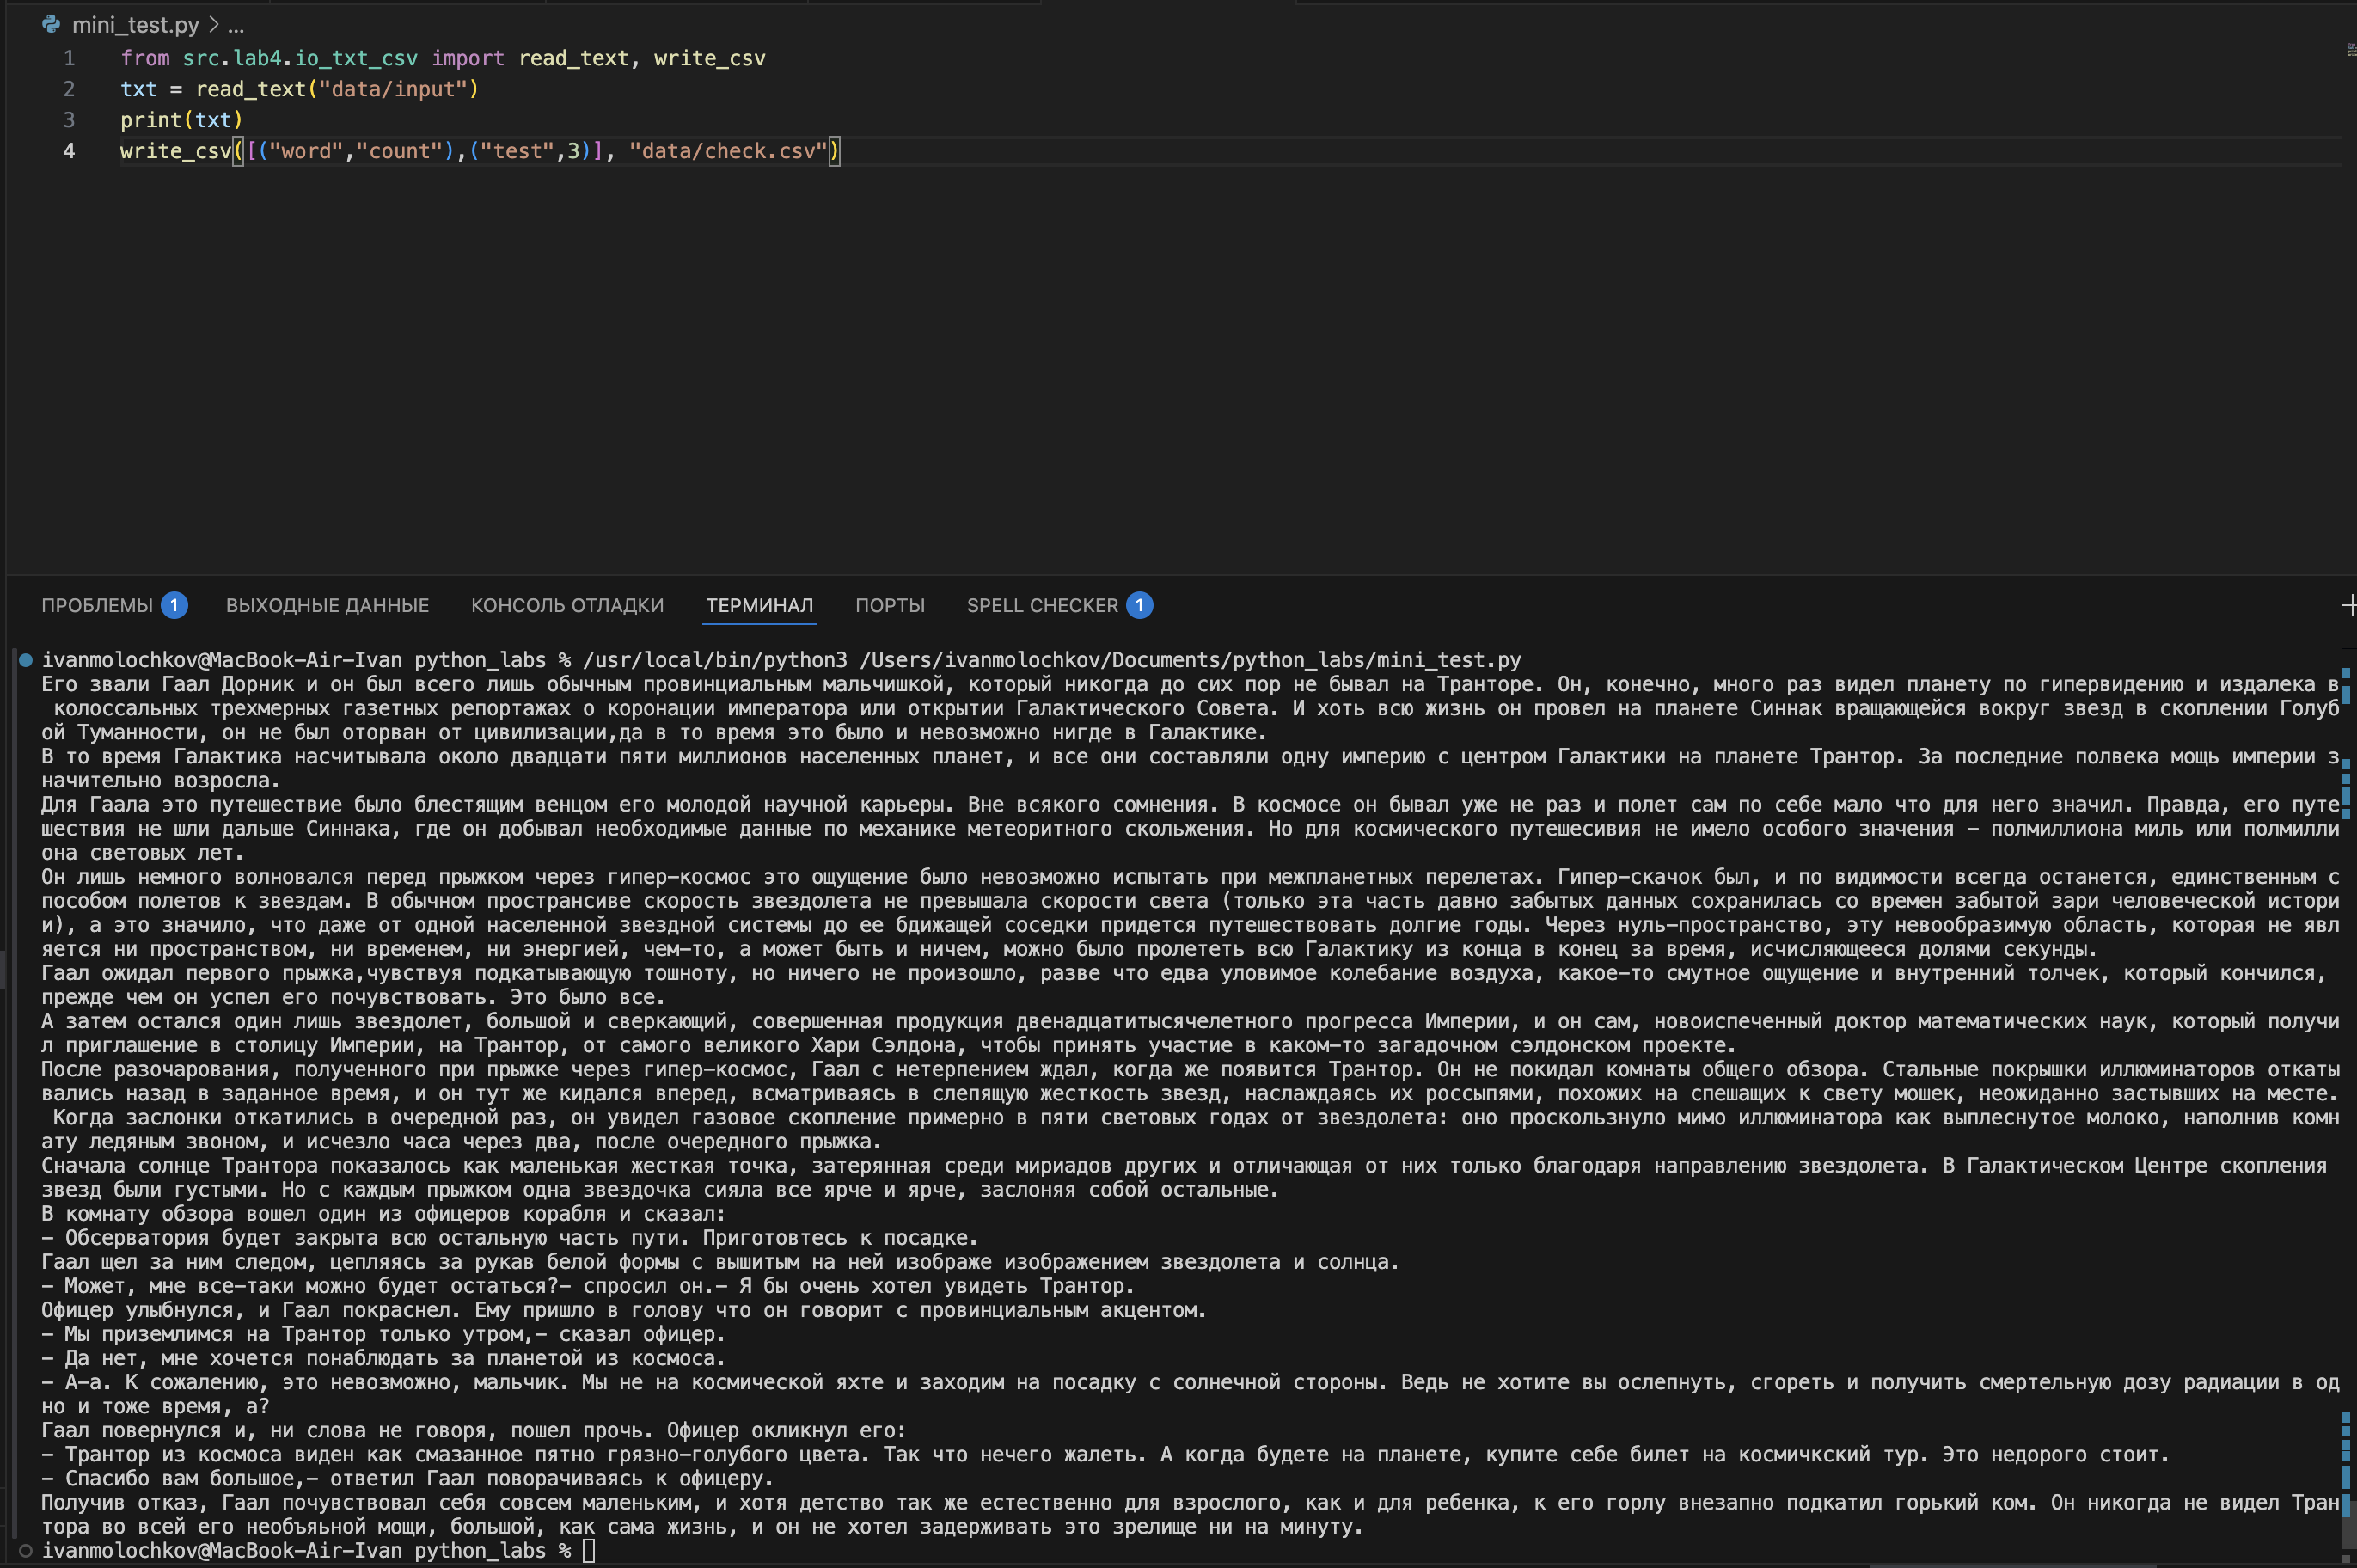 mini_test.py > ...
1 from src.lab4.io_txt_csv import read_text, write_csv
2 txt = read_text("data/input")
3 print(txt)
4 write_csv([("word","count"),("test",3)], "data/check.csv")
ПРОБЛЕМЫ 1 ВЫХОДНЫЕ ДАННЫЕ КОНСОЛЬ ОТЛАДКИ ТЕРМИНАЛ ПОРТЫ SPELL CHECKER 1
ivanmolochkov@MacBook-Air-Ivan python_labs % /usr/local/bin/python3 /Users/ivanmolochkov/Documents/python_labs/mini_test.py
Его звали Гаал Дорник и он был всего лишь обычным провинциальным мальчишкой, который никогда до сих пор не бывал на Транторе. Он, конечно, много раз видел планету по гипервидению и издалека в
колоссальных трехмерных газетных репортажах о коронации императора или открытии Галактического Совета. И хоть всю жизнь он провел на планете Синнак вращающейся вокруг звезд в скоплении Голуб
ой Туманности, он не был оторван от цивилизации,да в то время это было и невозможно нигде в Галактике.
В то время Галактика насчитывала около двадцати пяти миллионов населенных планет, и все они составляли одну империю с центром Галактики на планете Трантор. За последние полвека мощь империи з
начительно возросла.
Для Гаала это путешествие было блестящим венцом его молодой научной карьеры. Вне всякого сомнения. В космосе он бывал уже не раз и полет сам по себе мало что для него значил. Правда, его путе
шествия не шли дальше Синнака, где он добывал необходимые данные по механике метеоритного скольжения. Но для космического путешесивия не имело особого значения – полмиллиона миль или полмилли
она световых лет.
Он лишь немного волновался перед прыжком через гипер-космос это ощущение было невозможно испытать при межпланетных перелетах. Гипер-скачок был, и по видимости всегда останется, единственным с
пособом полетов к звездам. В обычном пространсиве скорость звездолета не превышала скорости света (только эта часть давно забытых данных сохранилась со времен забытой зари человеческой истори
и), а это значило, что даже от одной населенной звездной системы до ее бдижащей соседки придется путешествовать долгие годы. Через нуль-пространство, эту невообразимую область, которая не явл
яется ни пространством, ни временем, ни энергией, чем-то, а может быть и ничем, можно было пролететь всю Галактику из конца в конец за время, исчисляющееся долями секунды.
Гаал ожидал первого прыжка,чувствуя подкатывающую тошноту, но ничего не произошло, разве что едва уловимое колебание воздуха, какое-то смутное ощущение и внутренний толчек, который кончился,
прежде чем он успел его почувствовать. Это было все.
А затем остался один лишь звездолет, большой и сверкающий, совершенная продукция двенадцатитысячелетного прогресса Империи, и он сам, новоиспеченный доктор математических наук, который получи
л приглашение в столицу Империи, на Трантор, от самого великого Хари Сэлдона, чтобы принять участие в каком-то загадочном сэлдонском проекте.
После разочарования, полученного при прыжке через гипер-космос, Гаал с нетерпением ждал, когда же появится Трантор. Он не покидал комнаты общего обзора. Стальные покрышки иллюминаторов откаты
вались назад в заданное время, и он тут же кидался вперед, всматриваясь в слепящую жесткость звезд, наслаждаясь их россыпями, похожих на спешащих к свету мошек, неожиданно застывших на месте.
Когда заслонки откатились в очередной раз, он увидел газовое скопление примерно в пяти световых годах от звездолета: оно проскользнуло мимо иллюминатора как выплеснутое молоко, наполнив комн
ату ледяным звоном, и исчезло часа через два, после очередного прыжка.
Сначала солнце Трантора показалось как маленькая жесткая точка, затерянная среди мириадов других и отличающая от них только благодаря направлению звездолета. В Галактическом Центре скопления
звезд были густыми. Но с каждым прыжком одна звездочка сияла все ярче и ярче, заслоняя собой остальные.
В комнату обзора вошел один из офицеров корабля и сказал:
– Обсерватория будет закрыта всю остальную часть пути. Приготовтесь к посадке.
Гаал щел за ним следом, цепляясь за рукав белой формы с вышитым на ней изображе изображением звездолета и солнца.
– Может, мне все-таки можно будет остаться?– спросил он.– Я бы очень хотел увидеть Трантор.
Офицер улыбнулся, и Гаал покраснел. Ему пришло в голову что он говорит с провинциальным акцентом.
– Мы приземлимся на Трантор только утром,– сказал офицер.
– Да нет, мне хочется понаблюдать за планетой из космоса.
– А-а. К сожалению, это невозможно, мальчик. Мы не на космической яхте и заходим на посадку с солнечной стороны. Ведь не хотите вы ослепнуть, сгореть и получить смертельную дозу радиации в од
но и тоже время, а?
Гаал повернулся и, ни слова не говоря, пошел прочь. Офицер окликнул его:
– Трантор из космоса виден как смазанное пятно грязно-голубого цвета. Так что нечего жалеть. А когда будете на планете, купите себе билет на космичкский тур. Это недорого стоит.
– Спасибо вам большое,– ответил Гаал поворачиваясь к офицеру.
Получив отказ, Гаал почувствовал себя совсем маленьким, и хотя детство так же естественно для взрослого, как и для ребенка, к его горлу внезапно подкатил горький ком. Он никогда не видел Тран
тора во всей его необъяьной мощи, большой, как сама жизнь, и он не хотел задерживать это зрелище ни на минуту.
ivanmolochkov@MacBook-Air-Ivan python_labs %